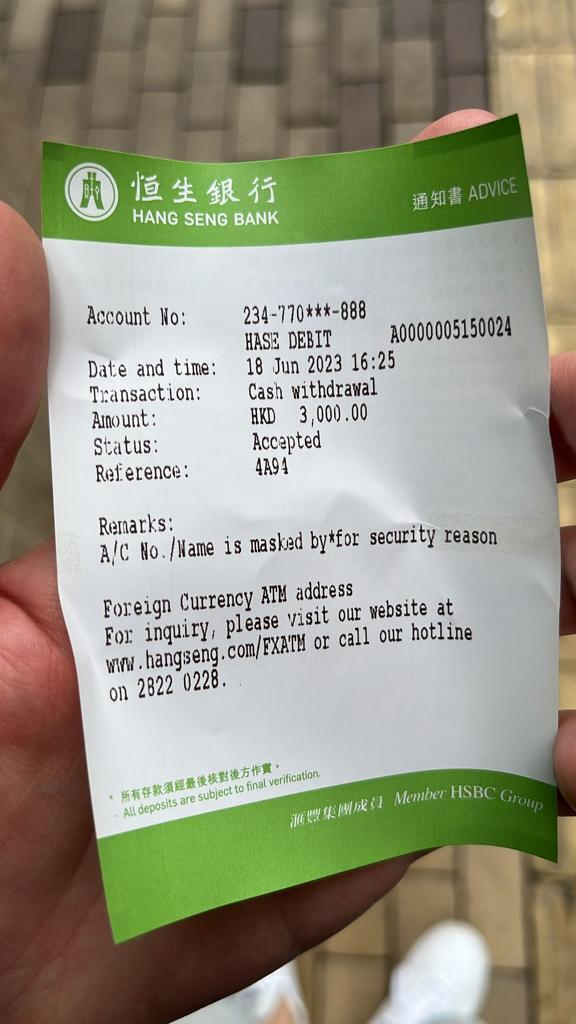 恒生銀行
HANG SENG BANK
通知書 ADVICE
Account No: 234-770***-888
HASE DEBIT A0000005150024
Date and time: 18 Jun 2023 16:25
Transaction: Cash withdrawal
Amount: HKD 3,000.00
Status: Accepted
Reference: 4A94
Remarks:
A/C No./Name is masked by*for security reason
Foreign Currency ATM address
For inquiry, please visit our website at
www.hangseng.com/FXATM or call our hotline
on 2822 0228.
· 所有存款須經最後核對後方作實。
- All deposits are subject to final verification.
滙豐集團成員 Member HSBC Group